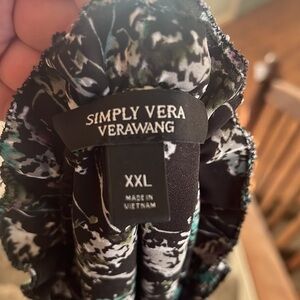 SIMPLY VERA
VERAWANG
XXL
MADE IN
VIETNAM